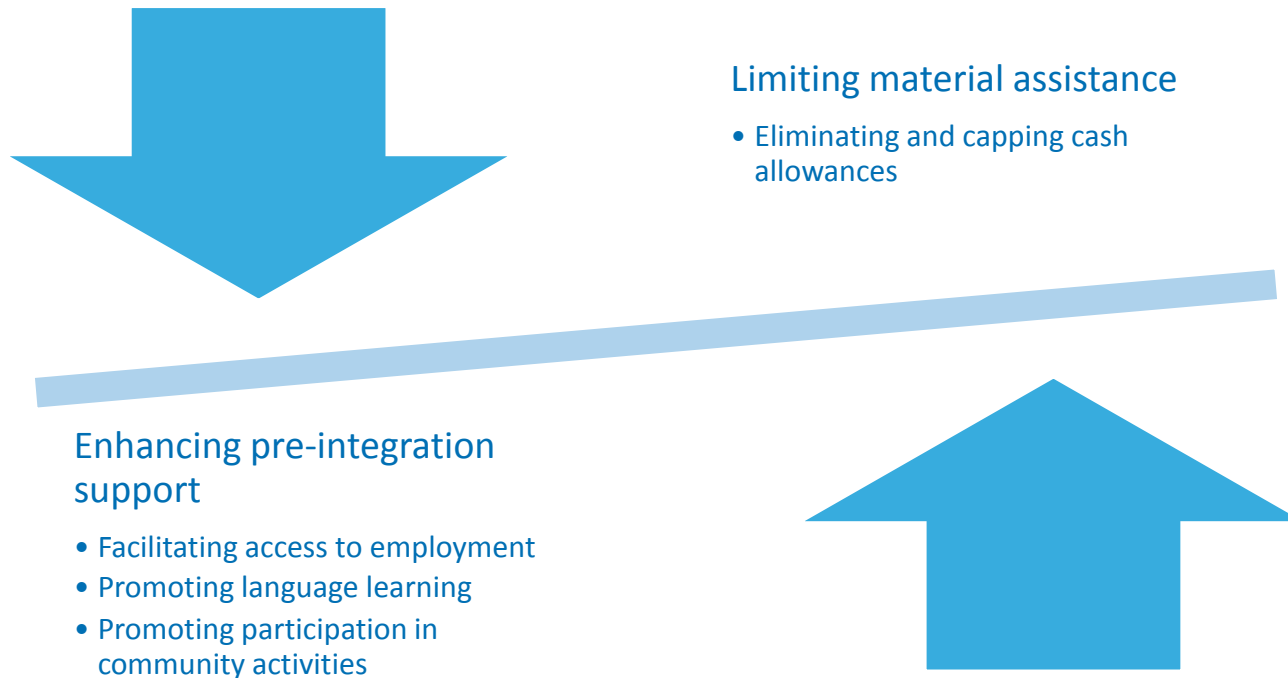 Limiting material assistance
• Eliminating and capping cash
allowances
Enhancing pre-integration
support
• Facilitating access to employment
• Promoting language learning
• Promoting participation in
community activities